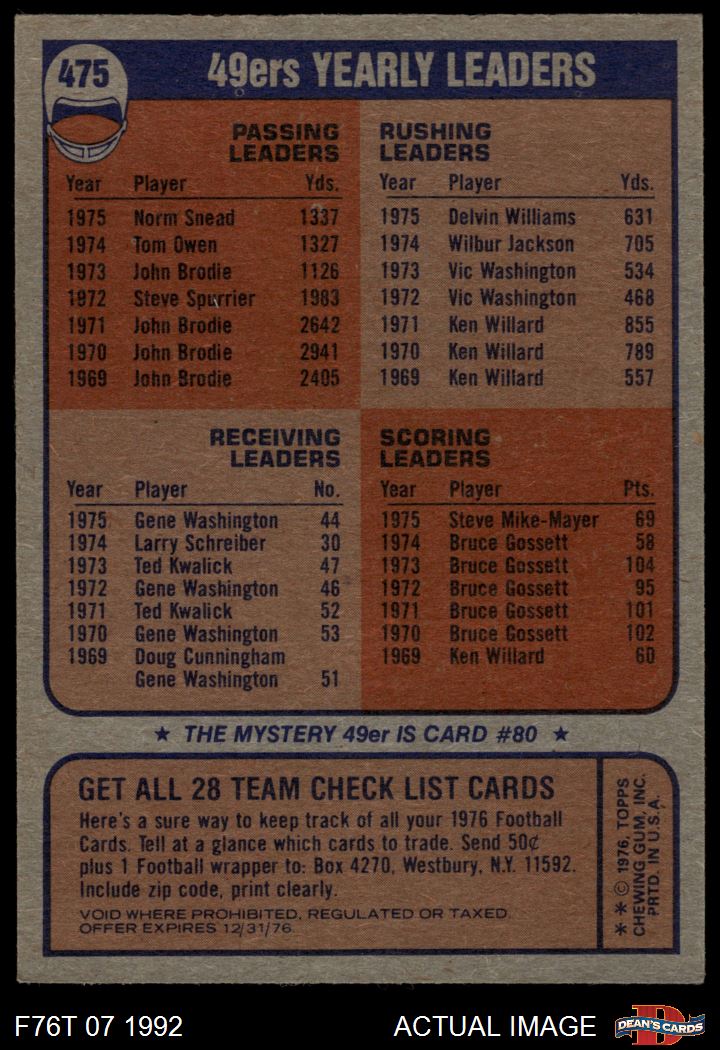 475
49ers YEARLY LEADERS
PASSING
LEADERS
Year Player Yds.
1975 Norm Snead 1337
1974 Tom Owen 1327
1973 John Brodie 1126
1972 Steve Spurrier 1983
1971 John Brodie 2642
1970 John Brodie 2941
1969 John Brodie 2405
RUSHING
LEADERS
Year Player Yds.
1975 Delvin Williams 631
1974 Wilbur Jackson 705
1973 Vic Washington 534
1972 Vic Washington 468
1971 Ken Willard 855
1970 Ken Willard 789
1969 Ken Willard 557
RECEIVING
LEADERS
Year Player No.
1975 Gene Washington 44
1974 Larry Schreiber 30
1973 Ted Kwalick 47
1972 Gene Washington 46
1971 Ted Kwalick 52
1970 Gene Washington 53
1969 Doug Cunningham
Gene Washington 51
SCORING
LEADERS
Year Player Pts.
1975 Steve Mike-Mayer 69
1974 Bruce Gossett 58
1973 Bruce Gossett 104
1972 Bruce Gossett 95
1971 Bruce Gossett 101
1970 Bruce Gossett 102
1969 Ken Willard 60
★ THE MYSTERY 49er IS CARD #80 ★
GET ALL 28 TEAM CHECK LIST CARDS
Here's a sure way to keep track of all your 1976 Football
Cards. Tell at a glance which cards to trade. Send 50¢
plus 1 Football wrapper to: Box 4270, Westbury, N.Y. 11592.
Include zip code, print clearly.
VOID WHERE PROHIBITED, REGULATED OR TAXED.
OFFER EXPIRES 12/31/76
★★ © 1976, TOPPS
CHEWING GUM, INC.
PRTD. IN U.S.A.
F76T 07 1992
ACTUAL IMAGE
D
DEAN'S CARDS